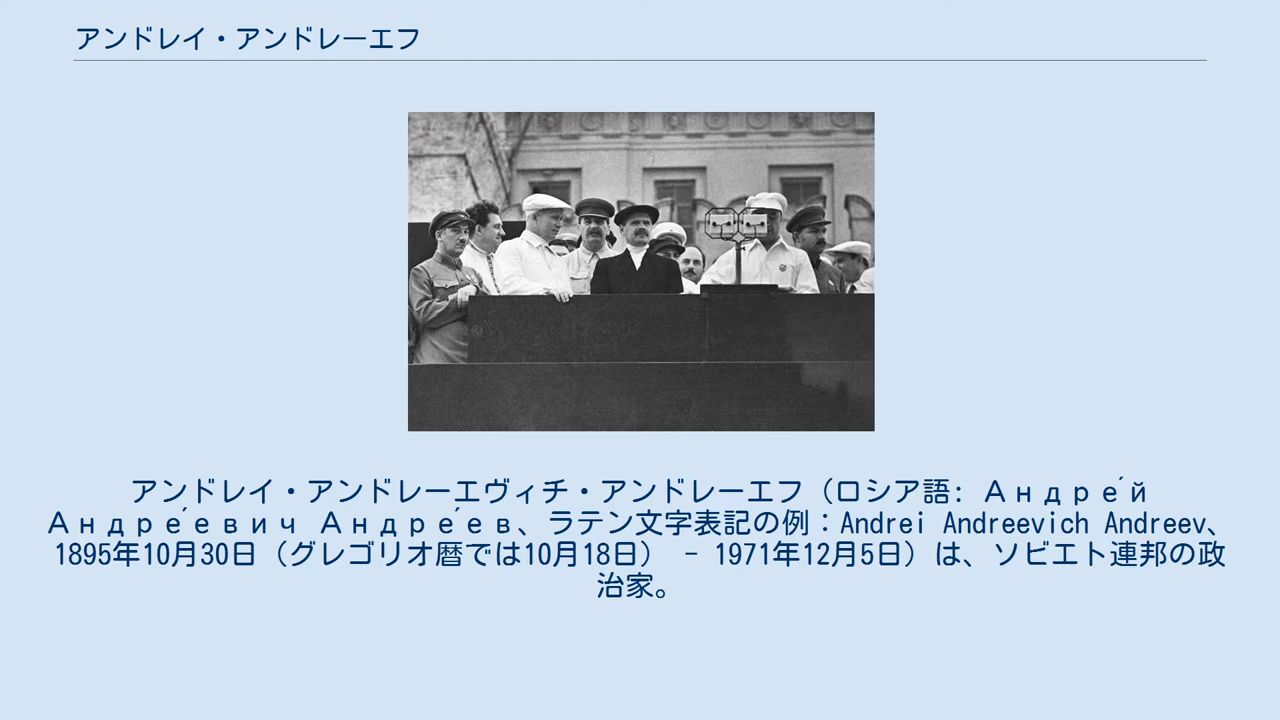 アンドレイ・アンドレーエフ
アンドレイ・アンドレーエヴィチ・アンドレーエフ（ロシア語: Андре́й
Андре́евич Андре́ев、ラテン文字表記の例：Andrei Andreevich Andreev、
1895年10月30日（グレゴリオ暦では10月18日） - 1971年12月5日）は、ソビエト連邦の政
治家。